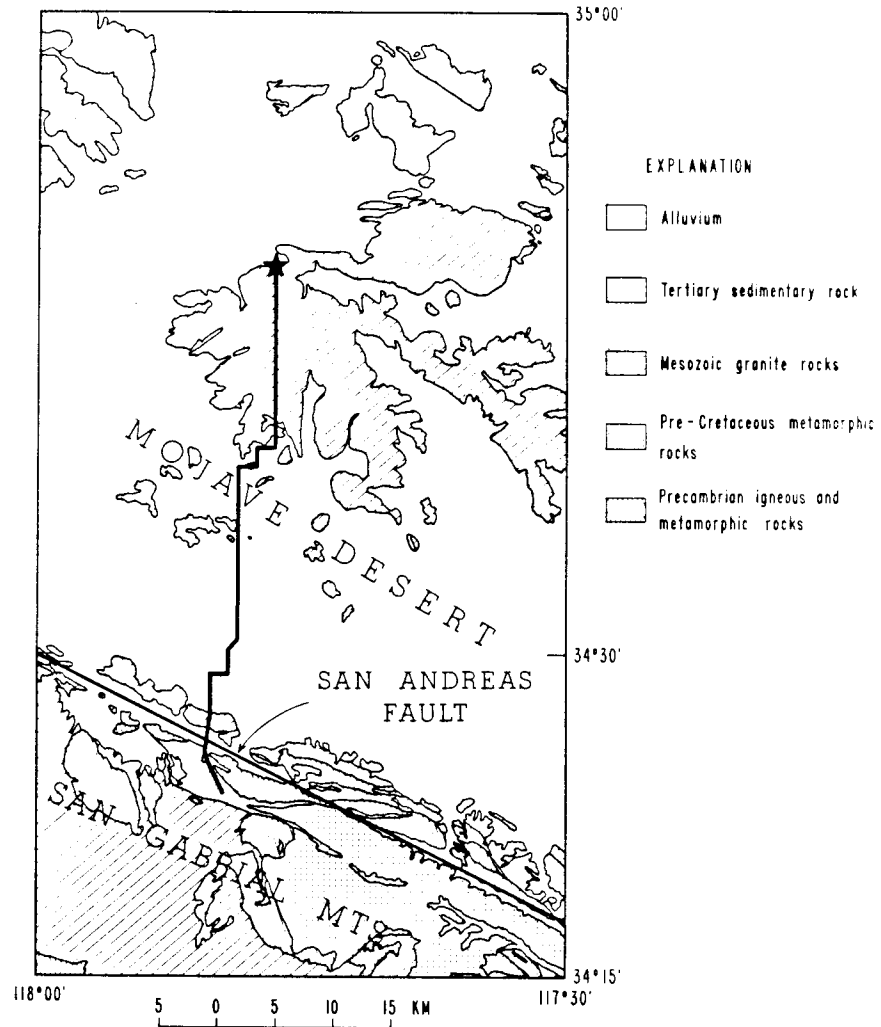 35°00'
EXPLANATION
Alluvium
Tertiary sedimentary rock
Mesozoic granite rocks
Pre-Cretaceous metamorphic
rocks
Precambrian igneous and
metamorphic rocks
MOJAVE DESERT
34°30'
SAN ANDREAS
FAULT
SAN GABRIAL MTS
34°15'
118°00'
117°30'
5 0 5 10 15 KM